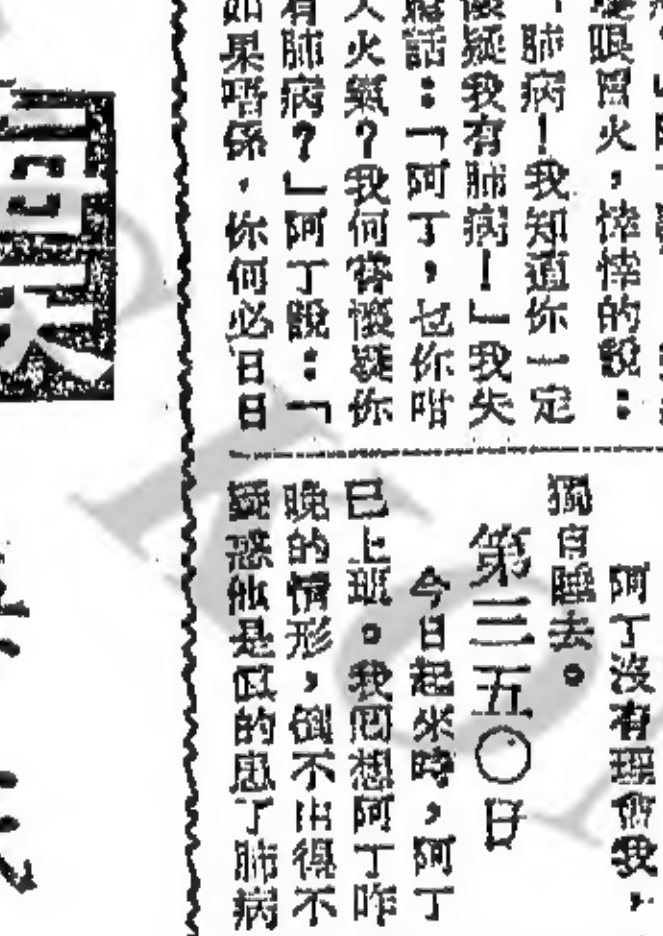 雙眼冒火，悻悻的說：
肺病！我知道你一定
懷疑我有肺病！」我失
聲話：「阿丁，乜你咁
大火氣？我何嘗懷疑你
有肺病？」阿丁說：「
如果唔係，你何必日日
阿丁沒有理會我，
獨自睡去。
第三五〇日
今日起來時，阿丁
已上班。我回想阿丁昨
晚的情形，倒不由得不
疑惑他是眞的患了肺病